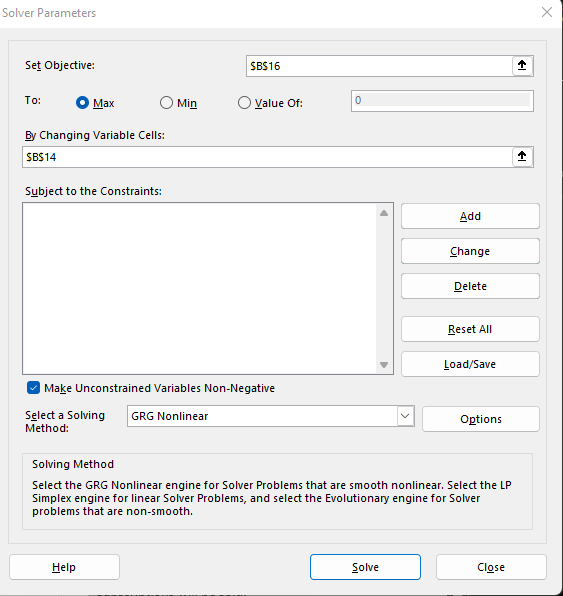 Solver Parameters
Set Objective: $B$16
To: Max Min Value Of: 0
By Changing Variable Cells:
$B$14
Subject to the Constraints:
Add
Change
Delete
Reset All
Load/Save
Make Unconstrained Variables Non-Negative
Select a Solving
Method:
GRG Nonlinear
Options
Solving Method
Select the GRG Nonlinear engine for Solver Problems that are smooth nonlinear. Select the LP
Simplex engine for linear Solver Problems, and select the Evolutionary engine for Solver
problems that are non-smooth.
Help Solve Close